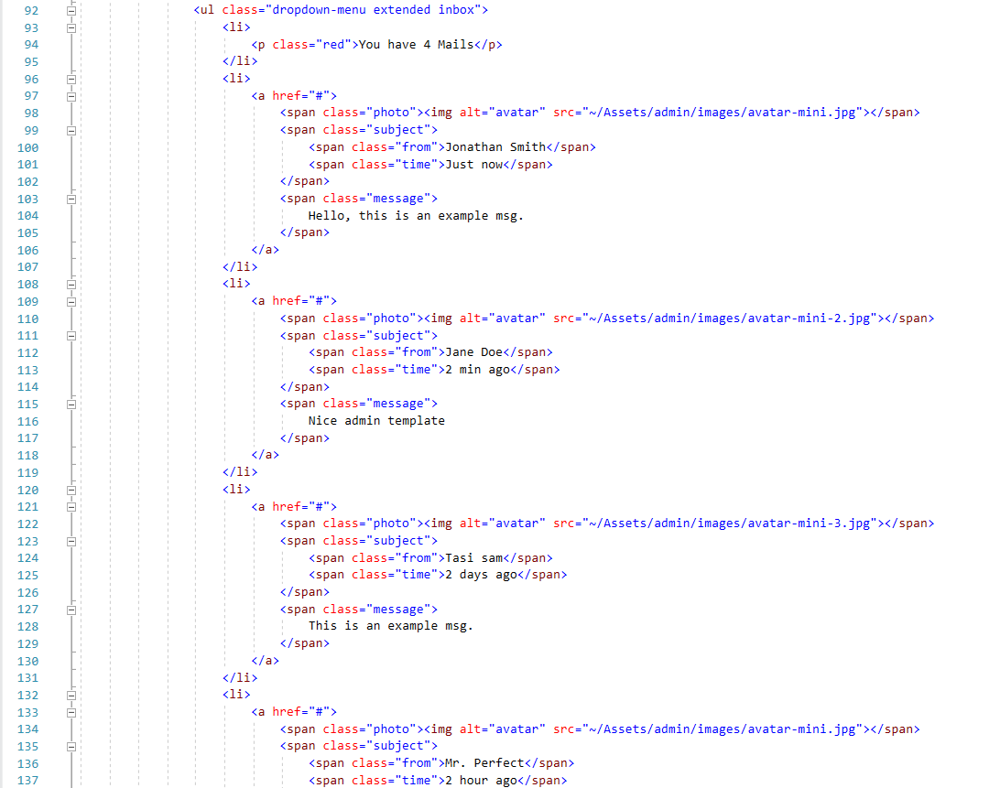 92 <ul class="dropdown-menu extended inbox">
93 <li>
94 <p class="red">You have 4 Mails</p>
95 </li>
96 <li>
97 <a href="#">
98 <span class="photo"><img alt="avatar" src="~/Assets/admin/images/avatar-mini.jpg"></span>
99 <span class="subject">
100 <span class="from">Jonathan Smith</span>
101 <span class="time">Just now</span>
102 </span>
103 <span class="message">
104 Hello, this is an example msg.
105 </span>
106 </a>
107 </li>
108 <li>
109 <a href="#">
110 <span class="photo"><img alt="avatar" src="~/Assets/admin/images/avatar-mini-2.jpg"></span>
111 <span class="subject">
112 <span class="from">Jane Doe</span>
113 <span class="time">2 min ago</span>
114 </span>
115 <span class="message">
116 Nice admin template
117 </span>
118 </a>
119 </li>
120 <li>
121 <a href="#">
122 <span class="photo"><img alt="avatar" src="~/Assets/admin/images/avatar-mini-3.jpg"></span>
123 <span class="subject">
124 <span class="from">Tasi sam</span>
125 <span class="time">2 days ago</span>
126 </span>
127 <span class="message">
128 This is an example msg.
129 </span>
130 </a>
131 </li>
132 <li>
133 <a href="#">
134 <span class="photo"><img alt="avatar" src="~/Assets/admin/images/avatar-mini.jpg"></span>
135 <span class="subject">
136 <span class="from">Mr. Perfect</span>
137 <span class="time">2 hour ago</span>